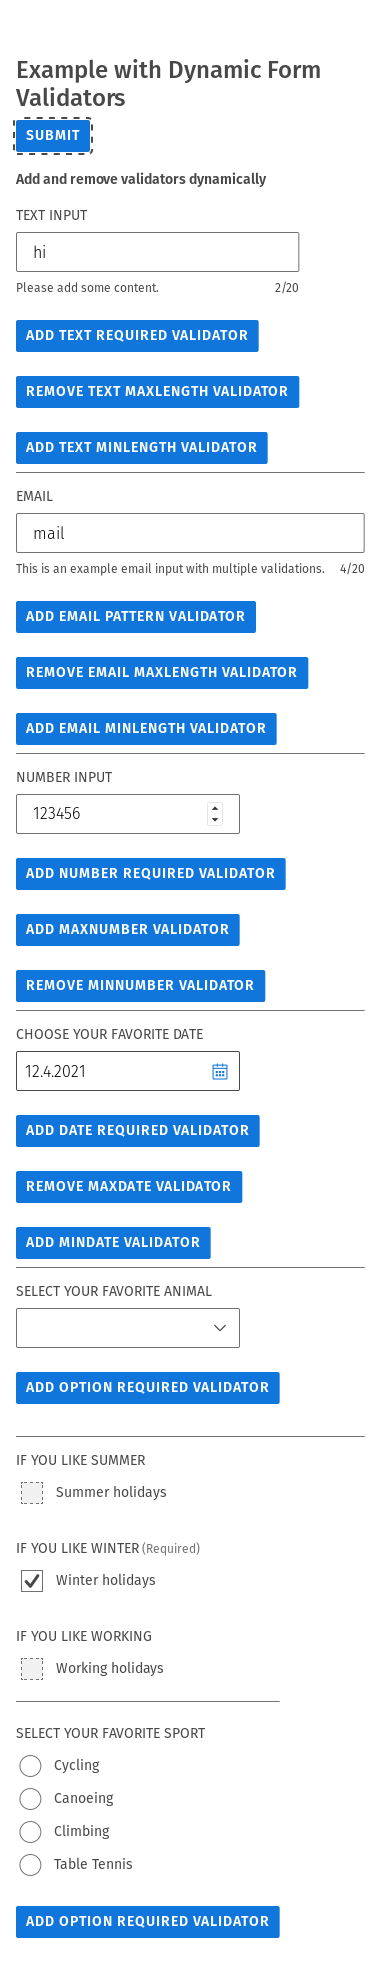 Example with Dynamic Form
Validators
SUBMIT
Add and remove validators dynamically
TEXT INPUT
hi
Please add some content. 2/20
ADD TEXT REQUIRED VALIDATOR
REMOVE TEXT MAXLENGTH VALIDATOR
ADD TEXT MINLENGTH VALIDATOR
EMAIL
mail
This is an example email input with multiple validations. 4/20
ADD EMAIL PATTERN VALIDATOR
REMOVE EMAIL MAXLENGTH VALIDATOR
ADD EMAIL MINLENGTH VALIDATOR
NUMBER INPUT
123456
ADD NUMBER REQUIRED VALIDATOR
ADD MAXNUMBER VALIDATOR
REMOVE MINNUMBER VALIDATOR
CHOOSE YOUR FAVORITE DATE
12.4.2021
ADD DATE REQUIRED VALIDATOR
REMOVE MAXDATE VALIDATOR
ADD MINDATE VALIDATOR
SELECT YOUR FAVORITE ANIMAL
ADD OPTION REQUIRED VALIDATOR
IF YOU LIKE SUMMER
Summer holidays
IF YOU LIKE WINTER (Required)
Winter holidays
IF YOU LIKE WORKING
Working holidays
SELECT YOUR FAVORITE SPORT
Cycling
Canoeing
Climbing
Table Tennis
ADD OPTION REQUIRED VALIDATOR